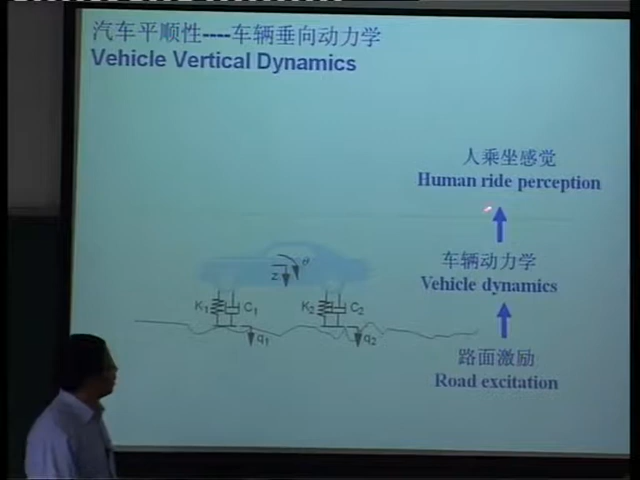 汽车平顺性----车辆垂向动力学
Vehicle Vertical Dynamics
人乘坐感觉
Human ride perception
车辆动力学
Vehicle dynamics
路面激励
Road excitation
z θ
K1 C1 K2 C2
q1 q2